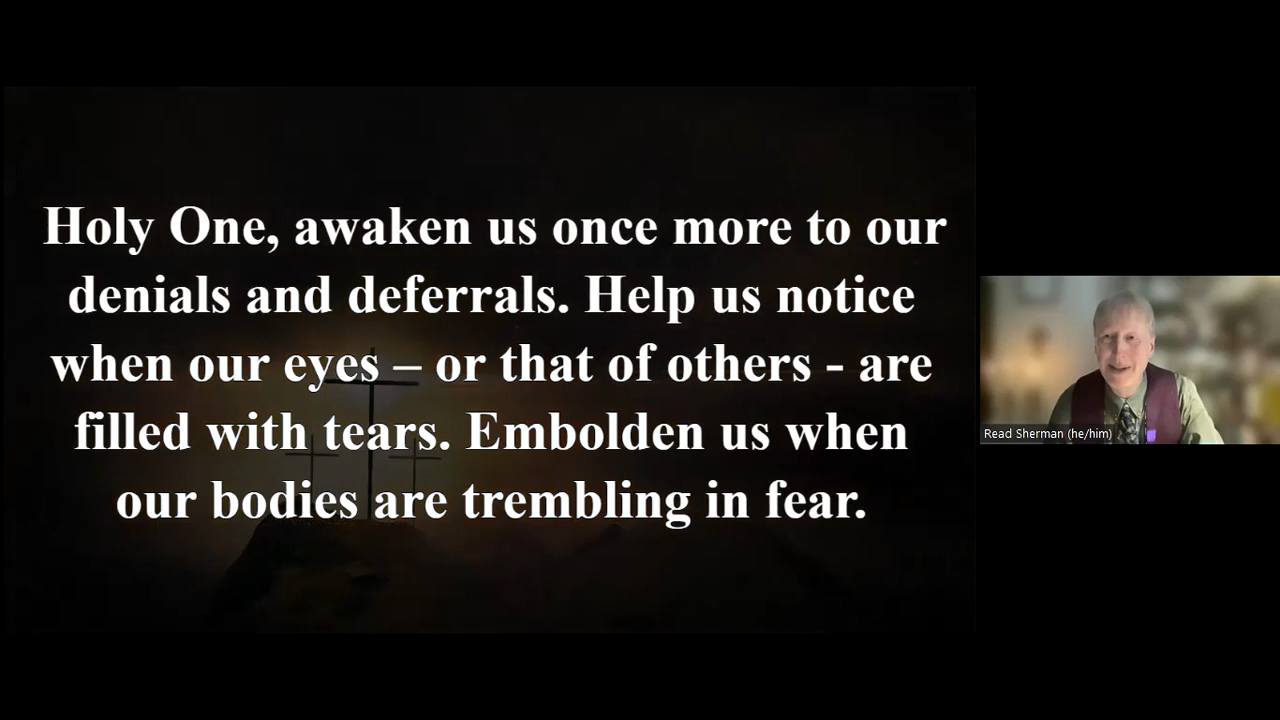 Holy One, awaken us once more to our
denials and deferrals. Help us notice
when our eyes – or that of others - are
filled with tears. Embolden us when
our bodies are trembling in fear.
Read Sherman (he/him)